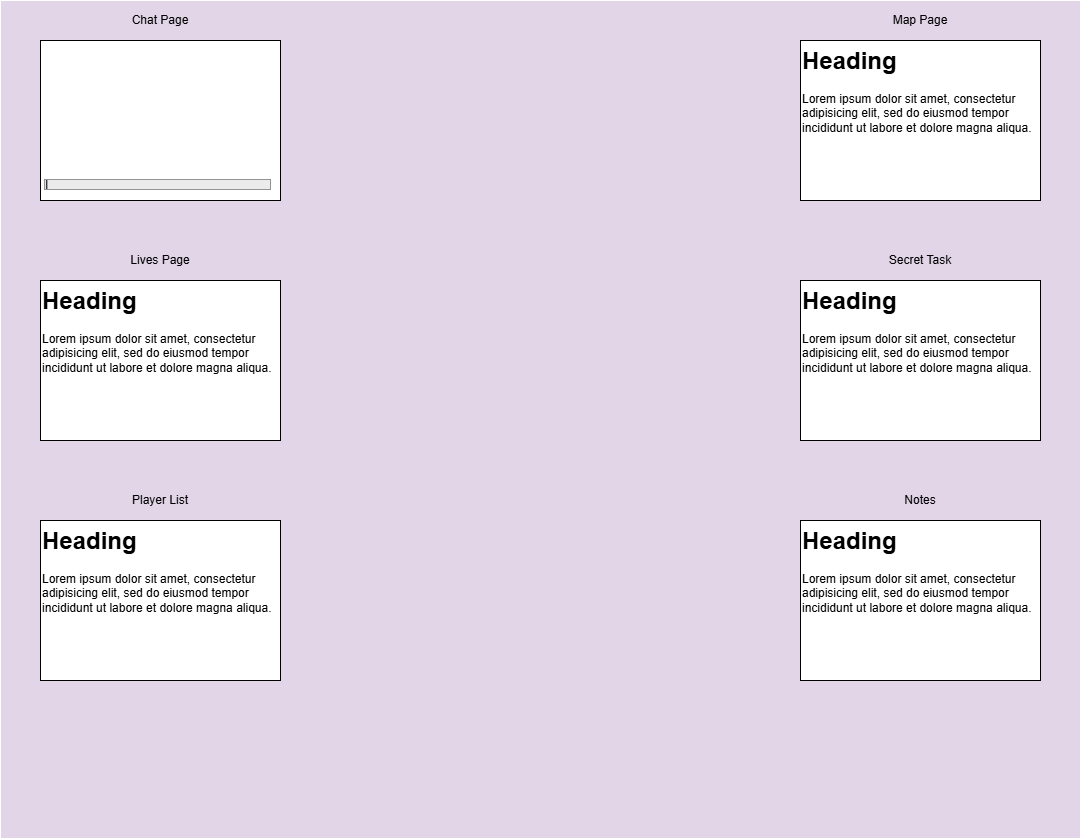 Chat Page
Map Page
Heading
Lorem ipsum dolor sit amet, consectetur
adipisicing elit, sed do eiusmod tempor
incididunt ut labore et dolore magna aliqua.
Lives Page
Heading
Lorem ipsum dolor sit amet, consectetur
adipisicing elit, sed do eiusmod tempor
incididunt ut labore et dolore magna aliqua.
Secret Task
Heading
Lorem ipsum dolor sit amet, consectetur
adipisicing elit, sed do eiusmod tempor
incididunt ut labore et dolore magna aliqua.
Player List
Heading
Lorem ipsum dolor sit amet, consectetur
adipisicing elit, sed do eiusmod tempor
incididunt ut labore et dolore magna aliqua.
Notes
Heading
Lorem ipsum dolor sit amet, consectetur
adipisicing elit, sed do eiusmod tempor
incididunt ut labore et dolore magna aliqua.